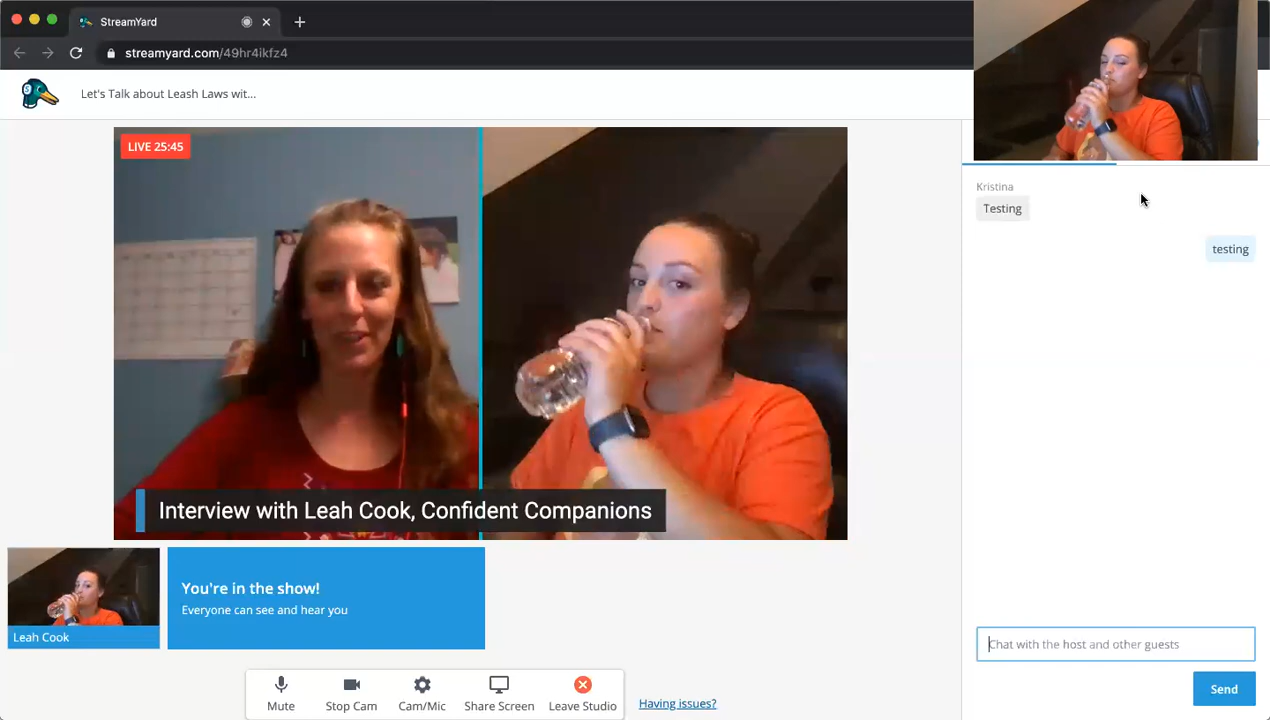 StreamYard
streamyard.com/49hr4ikfz4
Let's Talk about Leash Laws wit...
LIVE 25:45
Interview with Leah Cook, Confident Companions
Leah Cook
You're in the show!
Everyone can see and hear you
Mute
Stop Cam
Cam/Mic
Share Screen
Leave Studio
Having issues?
Kristina
Testing
testing
Chat with the host and other guests
Send